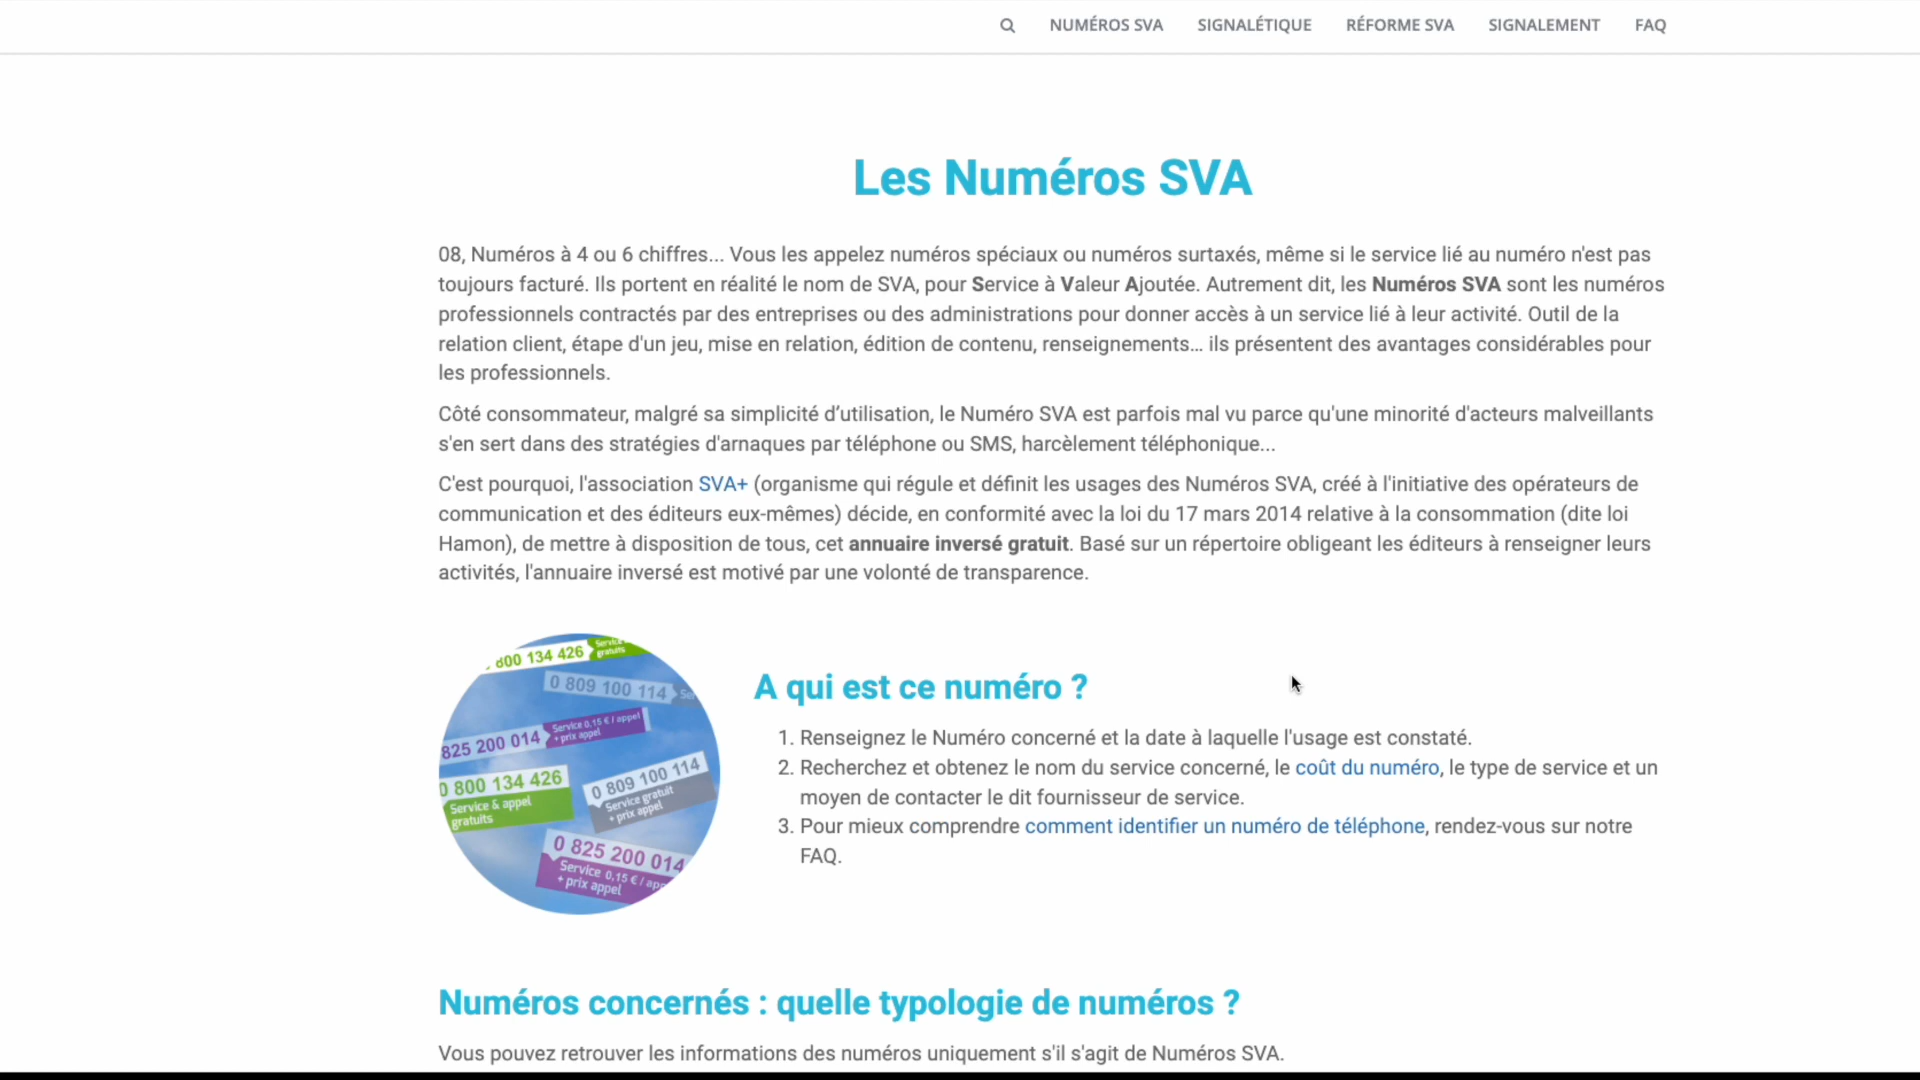 NUMÉROS SVA SIGNALÉTIQUE RÉFORME SVA SIGNALEMENT FAQ
Les Numéros SVA
08, Numéros à 4 ou 6 chiffres... Vous les appelez numéros spéciaux ou numéros surtaxés, même si le service lié au numéro n'est pas
toujours facturé. Ils portent en réalité le nom de SVA, pour Service à Valeur Ajoutée. Autrement dit, les Numéros SVA sont les numéros
professionnels contractés par des entreprises ou des administrations pour donner accès à un service lié à leur activité. Outil de la
relation client, étape d'un jeu, mise en relation, édition de contenu, renseignements... ils présentent des avantages considérables pour
les professionnels.
Côté consommateur, malgré sa simplicité d’utilisation, le Numéro SVA est parfois mal vu parce qu'une minorité d'acteurs malveillants
s'en sert dans des stratégies d'arnaques par téléphone ou SMS, harcèlement téléphonique...
C'est pourquoi, l'association SVA+ (organisme qui régule et définit les usages des Numéros SVA, créé à l'initiative des opérateurs de
communication et des éditeurs eux-mêmes) décide, en conformité avec la loi du 17 mars 2014 relative à la consommation (dite loi
Hamon), de mettre à disposition de tous, cet annuaire inversé gratuit. Basé sur un répertoire obligeant les éditeurs à renseigner leurs
activités, l'annuaire inversé est motivé par une volonté de transparence.
800 134 426
gratuits
0 809 100 114
825 200 014
Service 0,15 € / appel
+ prix appel
0 800 134 426
Service & appel
gratuits
0 809 100 114
Service gratuit
+ prix appel
0 825 200 014
Service 0,15 € / app
+ prix appel
A qui est ce numéro ?
1. Renseignez le Numéro concerné et la date à laquelle l'usage est constaté.
2. Recherchez et obtenez le nom du service concerné, le coût du numéro, le type de service et un
moyen de contacter le dit fournisseur de service.
3. Pour mieux comprendre comment identifier un numéro de téléphone, rendez-vous sur notre
FAQ.
Numéros concernés : quelle typologie de numéros ?
Vous pouvez retrouver les informations des numéros uniquement s'il s'agit de Numéros SVA.